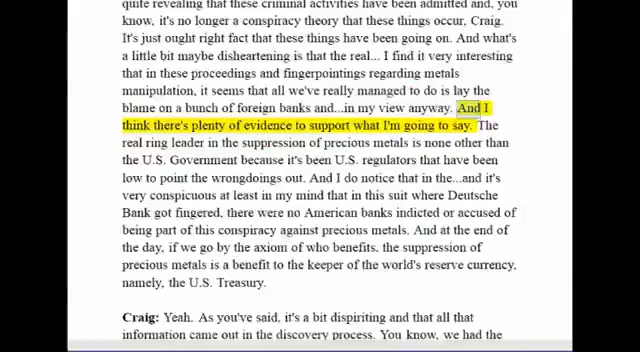 quite revealing that these criminal activities have been admitted and, you
know, it's no longer a conspiracy theory that these things occur, Craig.
It's just ought right fact that these things have been going on. And what's
a little bit maybe disheartening is that the real... I find it very interesting
that in these proceedings and fingerpointings regarding metals
manipulation, it seems that all we've really managed to do is lay the
blame on a bunch of foreign banks and...in my view anyway. And I
think there's plenty of evidence to support what I'm going to say. The
real ring leader in the suppression of precious metals is none other than
the U.S. Government because it's been U.S. regulators that have been
low to point the wrongdoings out. And I do notice that in the...and it's
very conspicuous at least in my mind that in this suit where Deutsche
Bank got fingered, there were no American banks indicted or accused of
being part of this conspiracy against precious metals. And at the end of
the day, if we go by the axiom of who benefits, the suppression of
precious metals is a benefit to the keeper of the world's reserve currency,
namely, the U.S. Treasury.
Craig: Yeah. As you've said, it's a bit dispiriting and that all that
information came out in the discovery process. You know, we had the